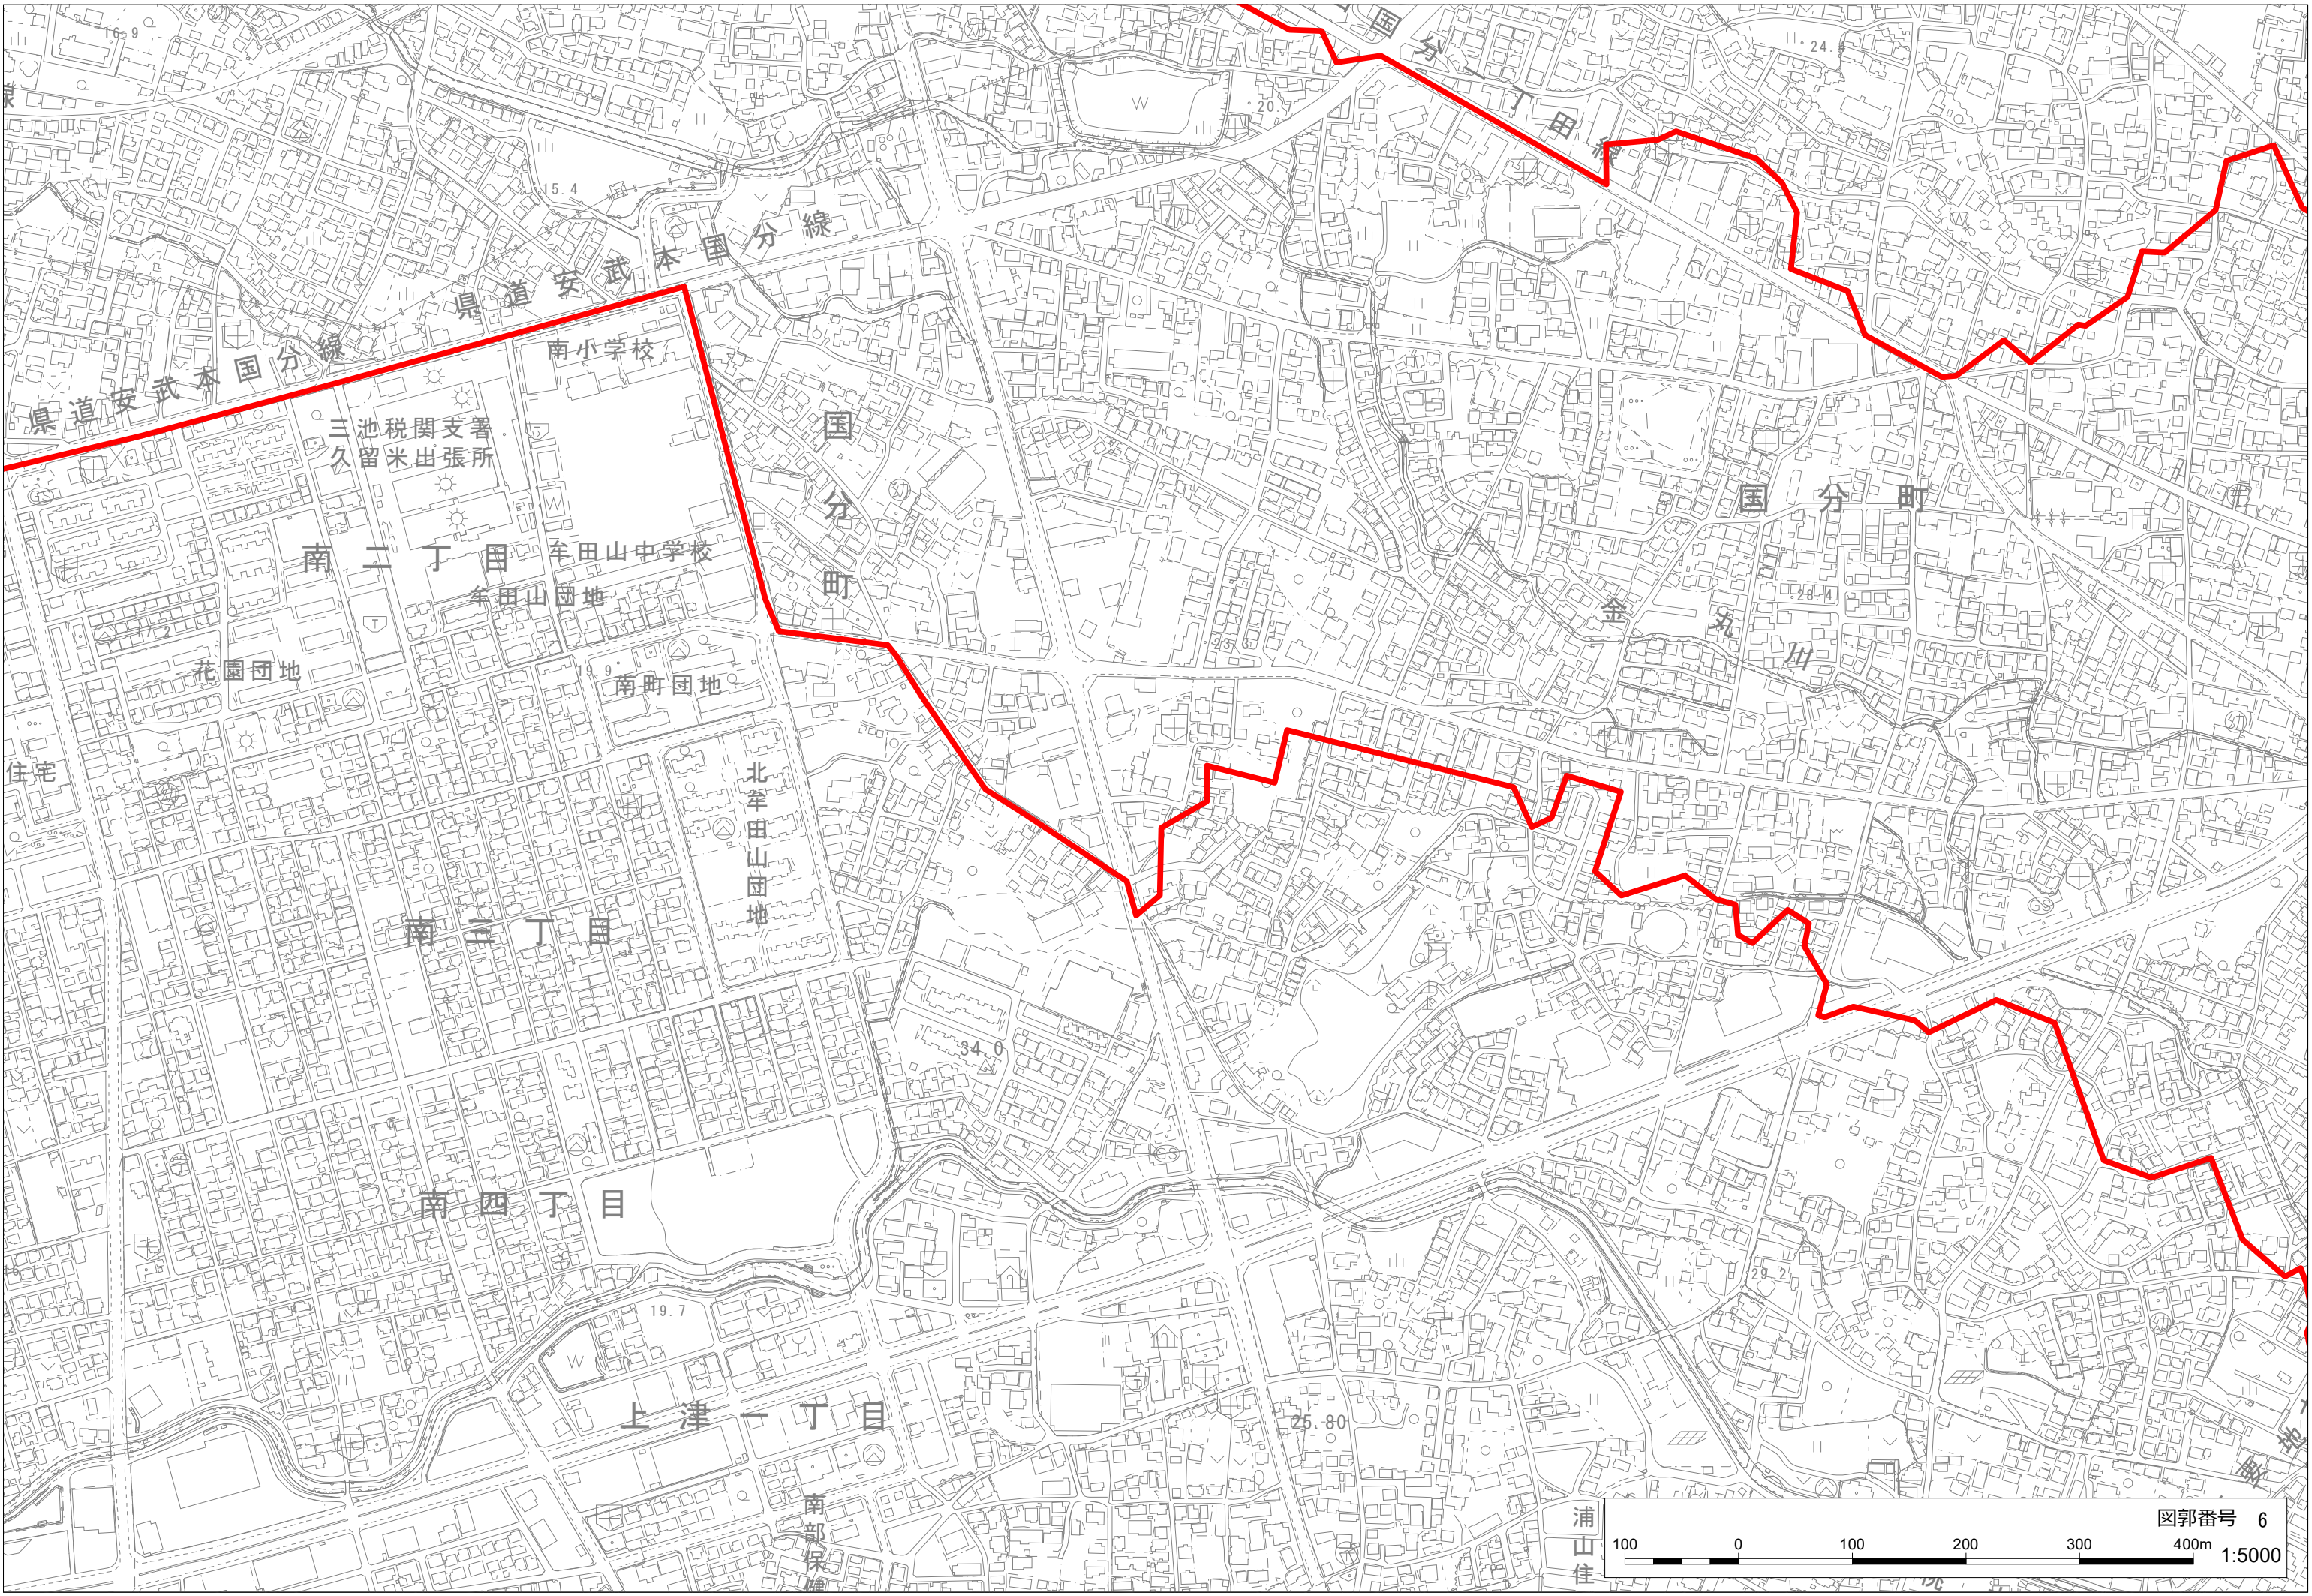 国分一丁田線
16.9
24.4
20.7
15.4
県道安武本国分線
県道安武本国分線
南小学校
三池税関支署
久留米出張所
国分町
国分町
南二丁目
牟田山中学校
牟田山団地
金丸川
28.4
17.2
花園団地
19.9
南町団地
23.3
住宅
北牟田山団地
南三丁目
34.0
南四丁目
29.2
19.7
上津一丁目
25.80
南部保健
浦山住
図郭番号 6
100 0 100 200 300 400m
1:5000